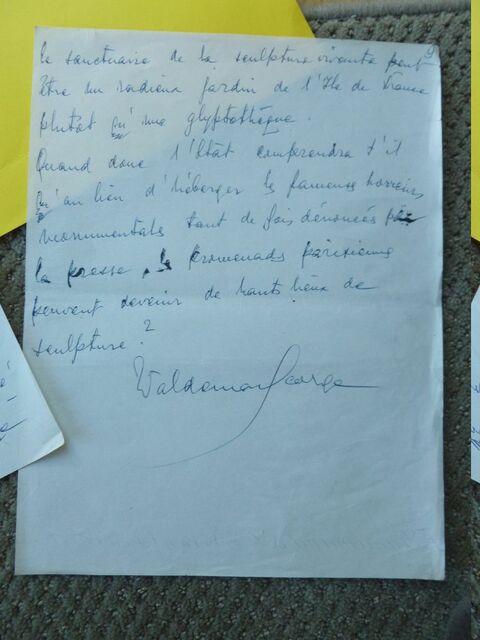 9
le sanctuaire de la sculpture vivante peut
être un radieux jardin de l'Ile de France
plutôt qu'une glyptothèque.
Quand donc l'État comprendra t'il
qu'au lieu d'héberger les fameuses horreurs
monumentales tant de fois dénoncées par
la presse, les promenades parisiennes
peuvent devenir de hauts lieux de
sculpture?
Waldemar George